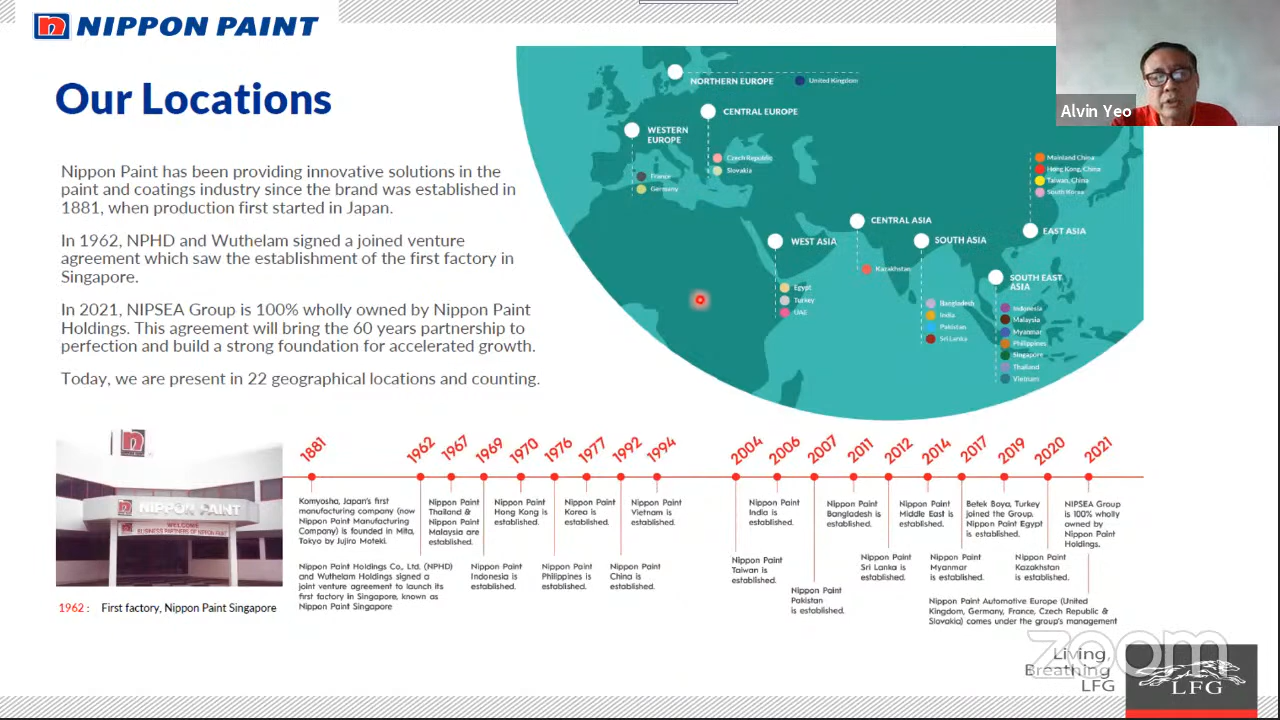 NIPPON PAINT
Alvin Yeo
Our Locations
Nippon Paint has been providing innovative solutions in the
paint and coatings industry since the brand was established in
1881, when production first started in Japan.
In 1962, NPHD and Wuthelam signed a joined venture
agreement which saw the establishment of the first factory in
Singapore.
In 2021, NIPSEA Group is 100% wholly owned by Nippon Paint
Holdings. This agreement will bring the 60 years partnership to
perfection and build a strong foundation for accelerated growth.
Today, we are present in 22 geographical locations and counting.
NORTHERN EUROPE
United Kingdom
CENTRAL EUROPE
Czech Republic
Slovakia
WESTERN
EUROPE
France
Germany
WEST ASIA
Egypt
Turkey
UAE
CENTRAL ASIA
Kazakhstan
SOUTH ASIA
Bangladesh
India
Pakistan
Sri Lanka
Mainland China
Hong Kong, China
Taiwan, China
South Korea
EAST ASIA
SOUTH EAST
ASIA
Indonesia
Malaysia
Myanmar
Philippines
Singapore
Thailand
Vietnam
NIPPON PAINT
WELCOME
BUSINESS PARTNERS OF NIPPON PAINT
1962 : First factory, Nippon Paint Singapore
1881
Komyosha, Japan's first
manufacturing company (now
Nippon Paint Manufacturing
Company) is founded in Mita,
Tokyo by Jujiro Moteki.
1962
Nippon Paint Holdings Co., Ltd. (NPHD)
and Wuthelam Holdings signed a
joint venture agreement to launch its
first factory in Singapore, known as
Nippon Paint Singapore
1967
Nippon Paint
Thailand &
Nippon Paint
Malaysia are
established.
1969
Nippon Paint
Indonesia is
established.
1970
Nippon Paint
Hong Kong is
established.
1976
Nippon Paint
Philippines is
established.
1977
Nippon Paint
Korea is
established.
1992
Nippon Paint
China is
established.
1994
Nippon Paint
Vietnam is
established.
2004
Nippon Paint
Taiwan is
established.
2006
Nippon Paint
India is
established.
2007
Nippon Paint
Pakistan
is established.
2011
Nippon Paint
Bangladesh is
established.
2012
Nippon Paint
Sri Lanka is
established.
2014
Nippon Paint
Middle East is
established.
2017
Nippon Paint
Myanmar
is established.
2019
Betek Boya, Turkey
joined the Group.
Nippon Paint Egypt
is established.
2020
Nippon Paint
Kazakhstan
is established.
2021
NIPSEA Group
is 100% wholly
owned by
Nippon Paint
Holdings.
Nippon Paint Automotive Europe (United
Kingdom, Germany, France, Czech Republic &
Slovakia) comes under the group's management
zoom
Living,
Breathing
LFG
LFG